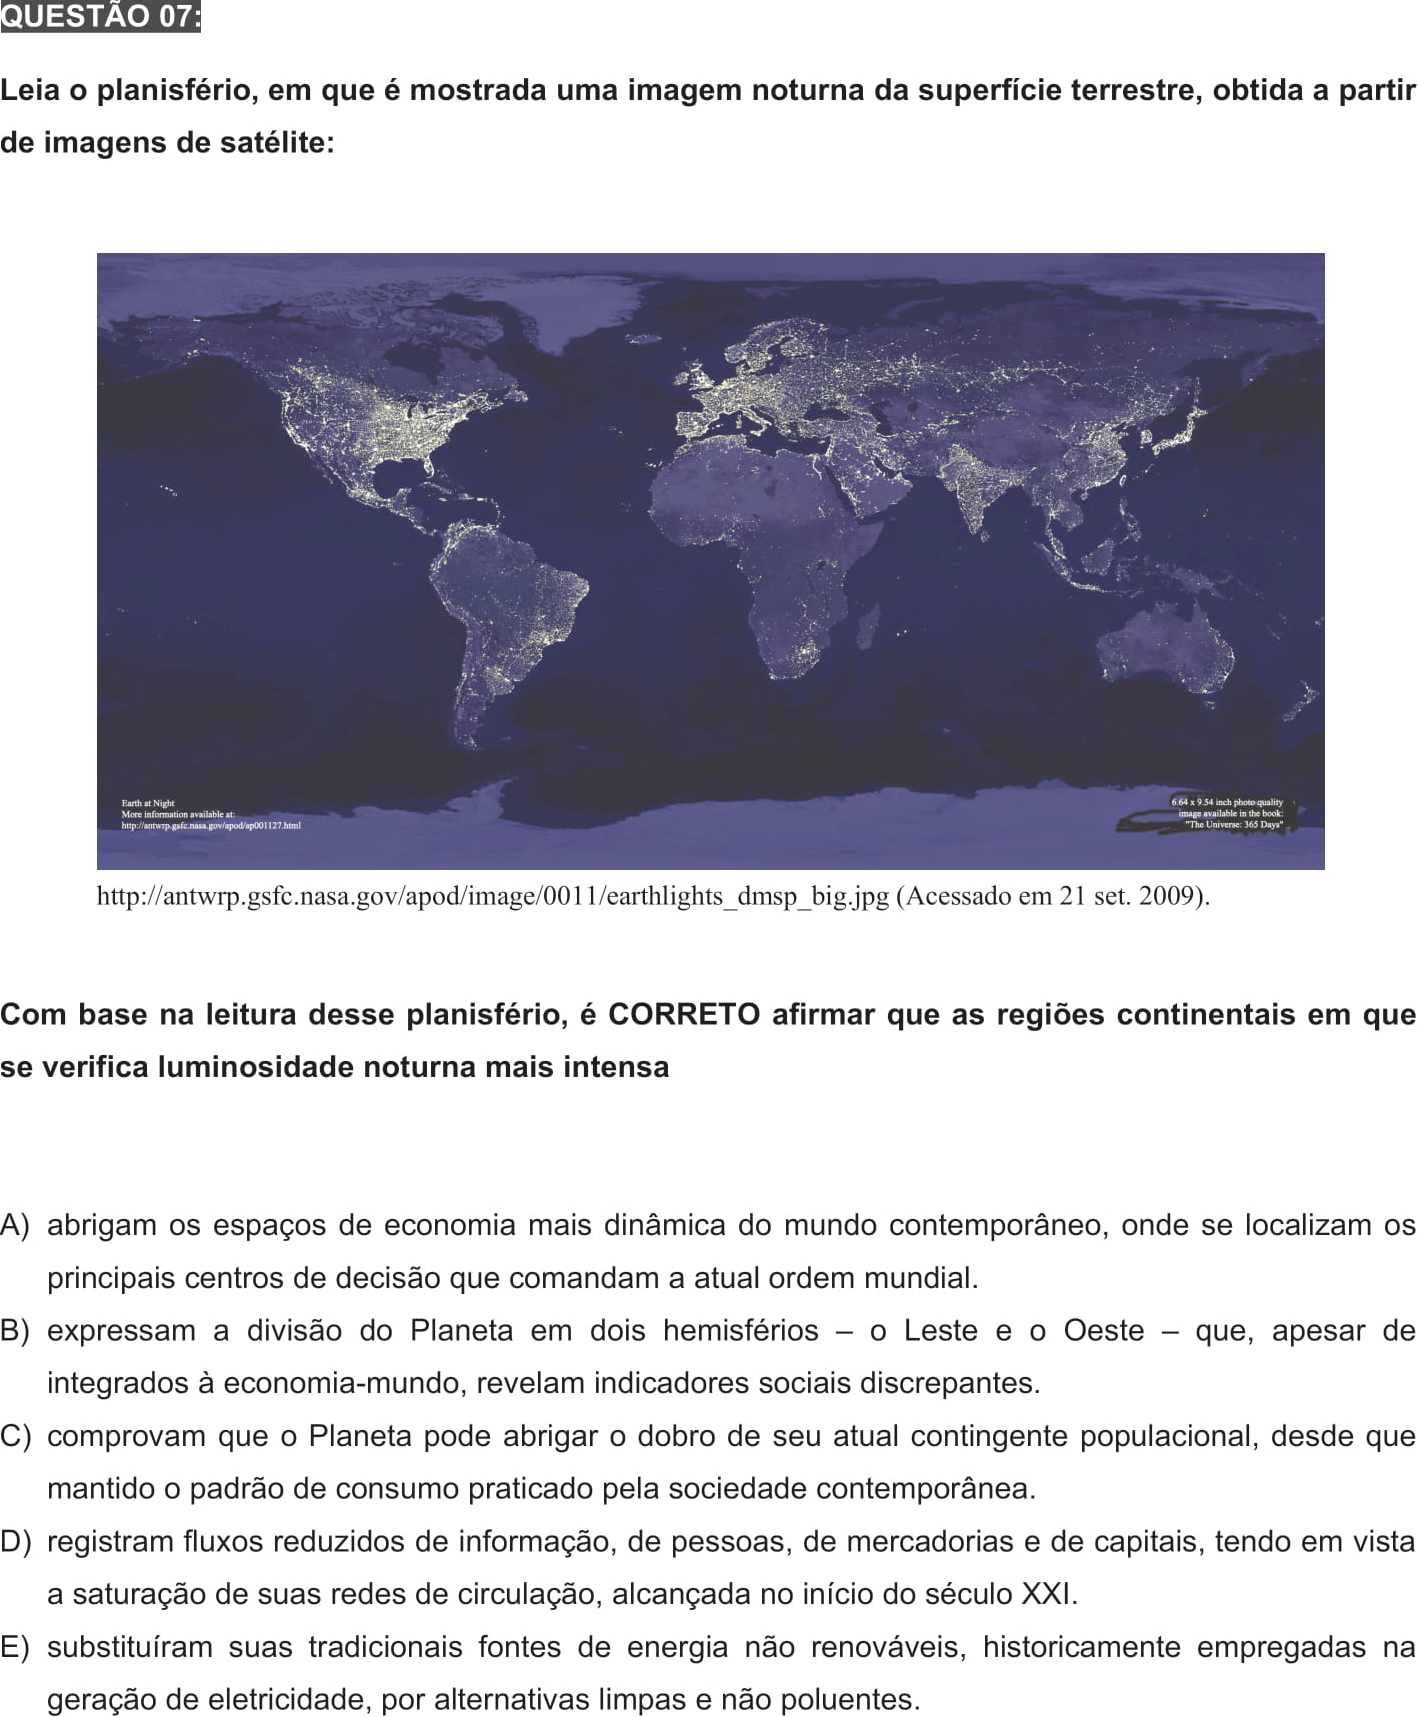 QUESTÃO 07:
Leia o planisfério, em que é mostrada uma imagem noturna da superfície terrestre, obtida a partir
de imagens de satélite:
Earth at Night
More information available at:
http://antwrp.gsfc.nasa.gov/apod/ap001127.html
6.64 x 9.54 inch photo quality
image available in the book:
"The Universe: 365 Days"
http://antwrp.gsfc.nasa.gov/apod/image/0011/earthlights_dmsp_big.jpg (Acessado em 21 set. 2009).
Com base na leitura desse planisfério, é CORRETO afirmar que as regiões continentais em que
se verifica luminosidade noturna mais intensa
A) abrigam os espaços de economia mais dinâmica do mundo contemporâneo, onde se localizam os
principais centros de decisão que comandam a atual ordem mundial.
B) expressam a divisão do Planeta em dois hemisférios – o Leste e o Oeste – que, apesar de
integrados à economia-mundo, revelam indicadores sociais discrepantes.
C) comprovam que o Planeta pode abrigar o dobro de seu atual contingente populacional, desde que
mantido o padrão de consumo praticado pela sociedade contemporânea.
D) registram fluxos reduzidos de informação, de pessoas, de mercadorias e de capitais, tendo em vista
a saturação de suas redes de circulação, alcançada no início do século XXI.
E) substituíram suas tradicionais fontes de energia não renováveis, historicamente empregadas na
geração de eletricidade, por alternativas limpas e não poluentes.